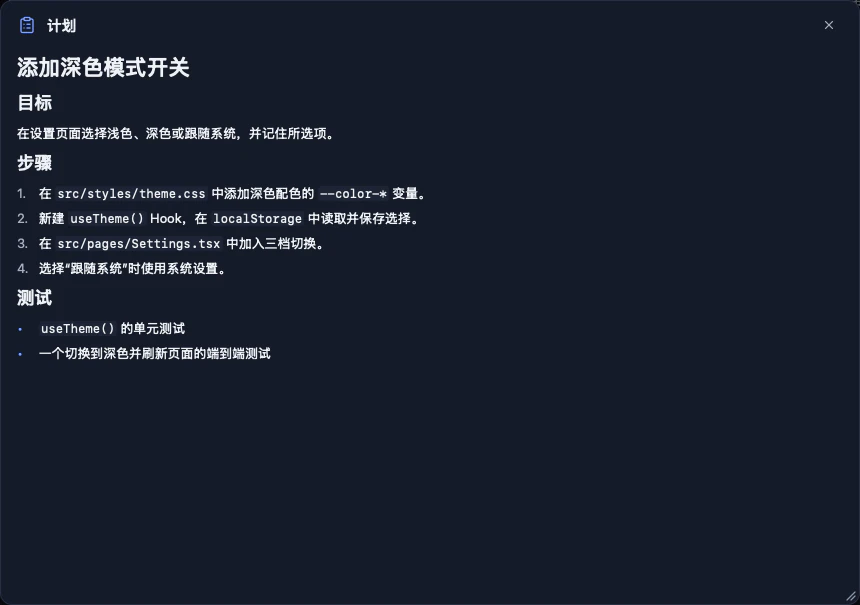 计划
添加深色模式开关
目标
在设置页面选择浅色、深色或跟随系统，并记住所选项。
步骤
1. 在 src/styles/theme.css 中添加深色配色的 --color-* 变量。
2. 新建 useTheme() Hook，在 localStorage 中读取并保存选择。
3. 在 src/pages/Settings.tsx 中加入三档切换。
4. 选择“跟随系统”时使用系统设置。
测试
• useTheme() 的单元测试
• 一个切换到深色并刷新页面的端到端测试